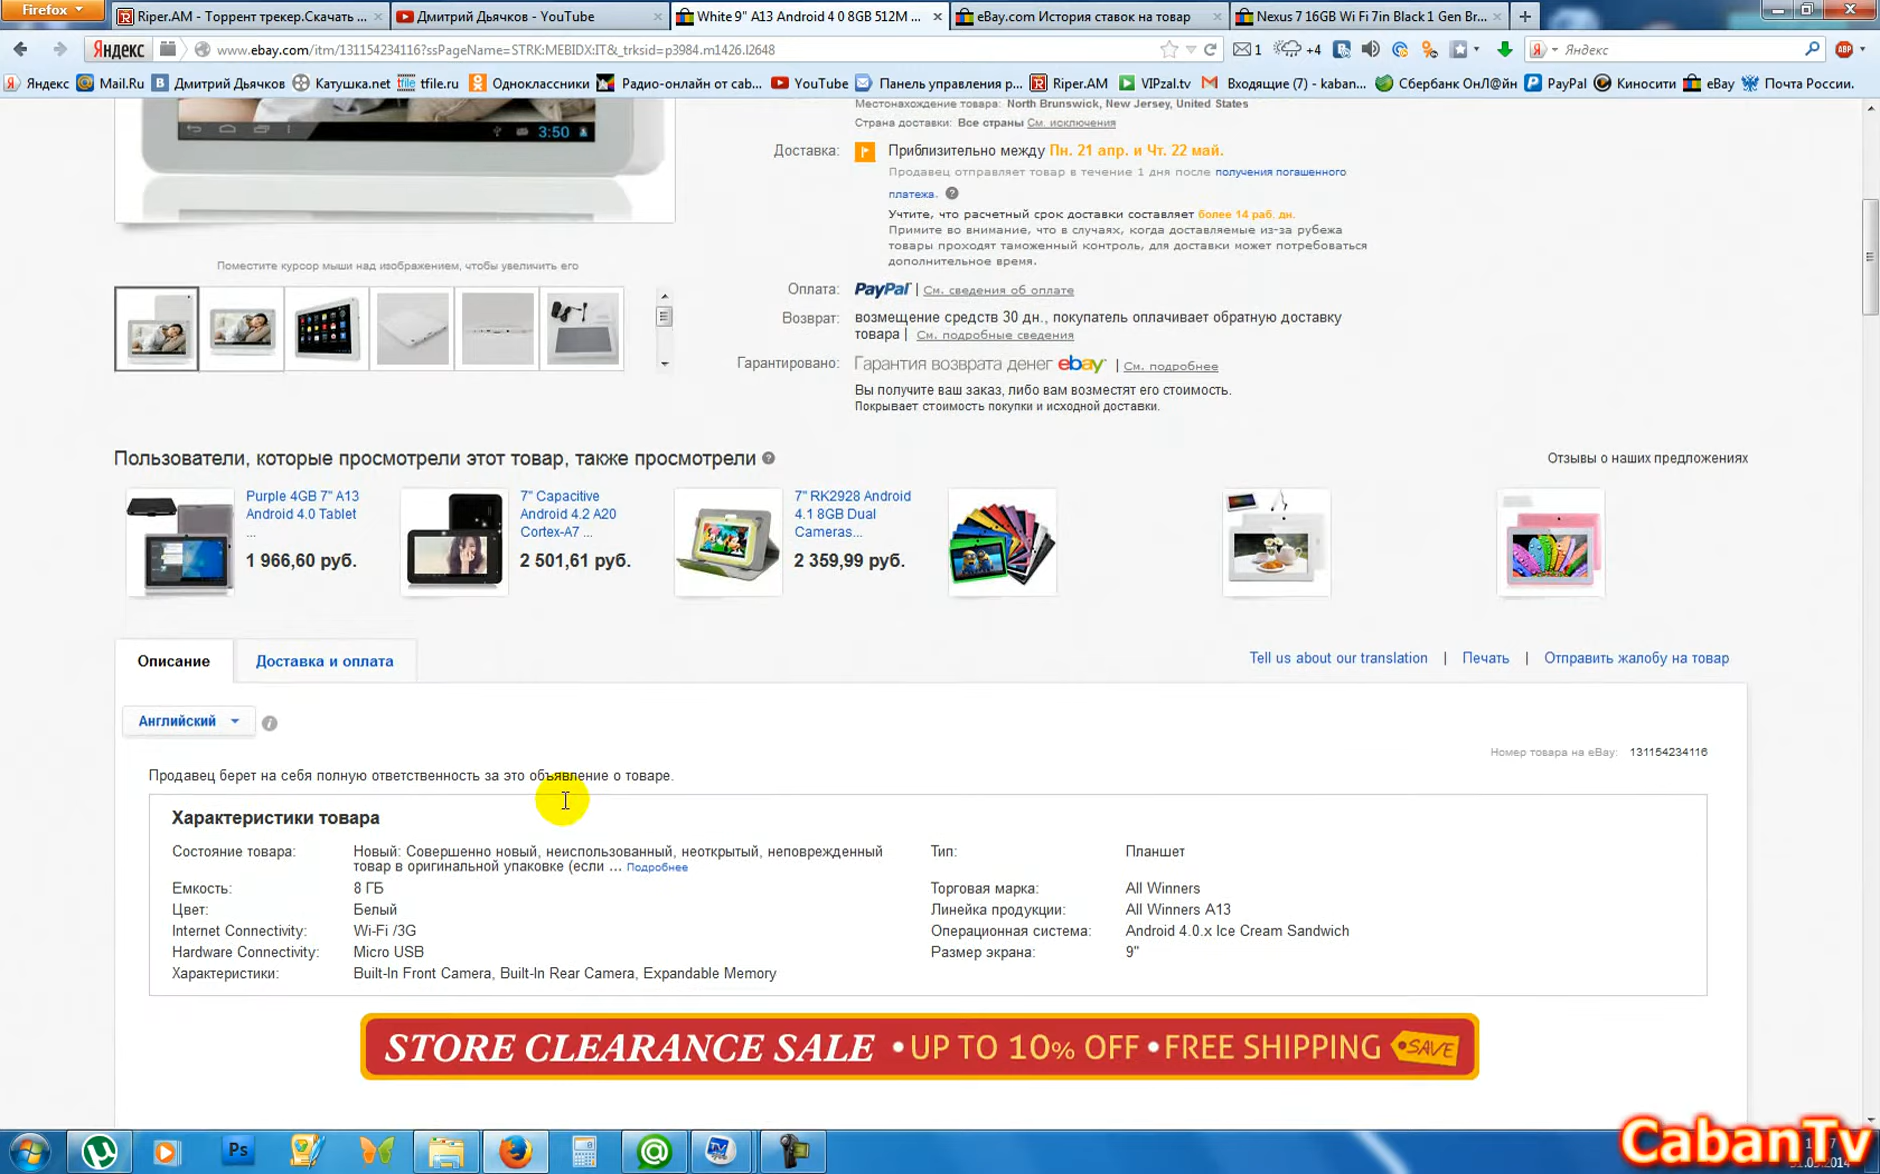 Firefox
Riper.AM - Торрент трекер.Скачать ...
Дмитрий Дьячков - YouTube
White 9" A13 Android 4 0 8GB 512M ...
eBay.com История ставок на товар
Nexus 7 16GB Wi Fi 7in Black 1 Gen Br...
Яндекс
www.ebay.com/itm/131154234116?ssPageName=STRK:MEBIDX:IT&_trksid=p3984.m1426.l2648
1
+4
Яндекс
ABP
Яндекс
Mail.Ru
Дмитрий Дьячков
Катушка.net
tfile.ru
Одноклассники
Радио-онлайн от cab...
YouTube
Панель управления p...
Riper.AM
VIPzal.tv
Входящие (7) - kaban...
Сбербанк ОнЛ@йн
PayPal
Киносити
eBay
Почта России.
3:50
Местонахождение товара: North Brunswick, New Jersey, United States
Страна доставки: Все страны См. исключения
Доставка: Приблизительно между Пн. 21 апр. и Чт. 22 май.
Продавец отправляет товар в течение 1 дня после получения погашенного
платежа.
Учтите, что расчетный срок доставки составляет более 14 раб. дн.
Примите во внимание, что в случаях, когда доставляемые из-за рубежа
товары проходят таможенный контроль, для доставки может потребоваться
дополнительное время.
Поместите курсор мыши над изображением, чтобы увеличить его
Оплата: PayPal | См. сведения об оплате
Возврат: возмещение средств 30 дн., покупатель оплачивает обратную доставку
товара | См. подробные сведения
Гарантировано: Гарантия возврата денег ebay | См. подробнее
Вы получите ваш заказ, либо вам возместят его стоимость.
Покрывает стоимость покупки и исходной доставки.
Пользователи, которые просмотрели этот товар, также просмотрели
Отзывы о наших предложениях
Purple 4GB 7" A13
Android 4.0 Tablet
...
1 966,60 руб.
7" Capacitive
Android 4.2 A20
Cortex-A7 ...
2 501,61 руб.
7" RK2928 Android
4.1 8GB Dual
Cameras...
2 359,99 руб.
Описание
Доставка и оплата
Tell us about our translation | Печать | Отправить жалобу на товар
Английский
Номер товара на eBay: 131154234116
Продавец берет на себя полную ответственность за это объявление о товаре.
Характеристики товара
Состояние товара: Новый: Совершенно новый, неиспользованный, неоткрытый, неповрежденный
товар в оригинальной упаковке (если ... Подробнее
Тип: Планшет
Емкость: 8 ГБ
Торговая марка: All Winners
Цвет: Белый
Линейка продукции: All Winners A13
Internet Connectivity: Wi-Fi /3G
Операционная система: Android 4.0.x Ice Cream Sandwich
Hardware Connectivity: Micro USB
Размер экрана: 9"
Характеристики: Built-In Front Camera, Built-In Rear Camera, Expandable Memory
STORE CLEARANCE SALE • UP TO 10% OFF • FREE SHIPPING SAVE
Ps
TV
CabanTv